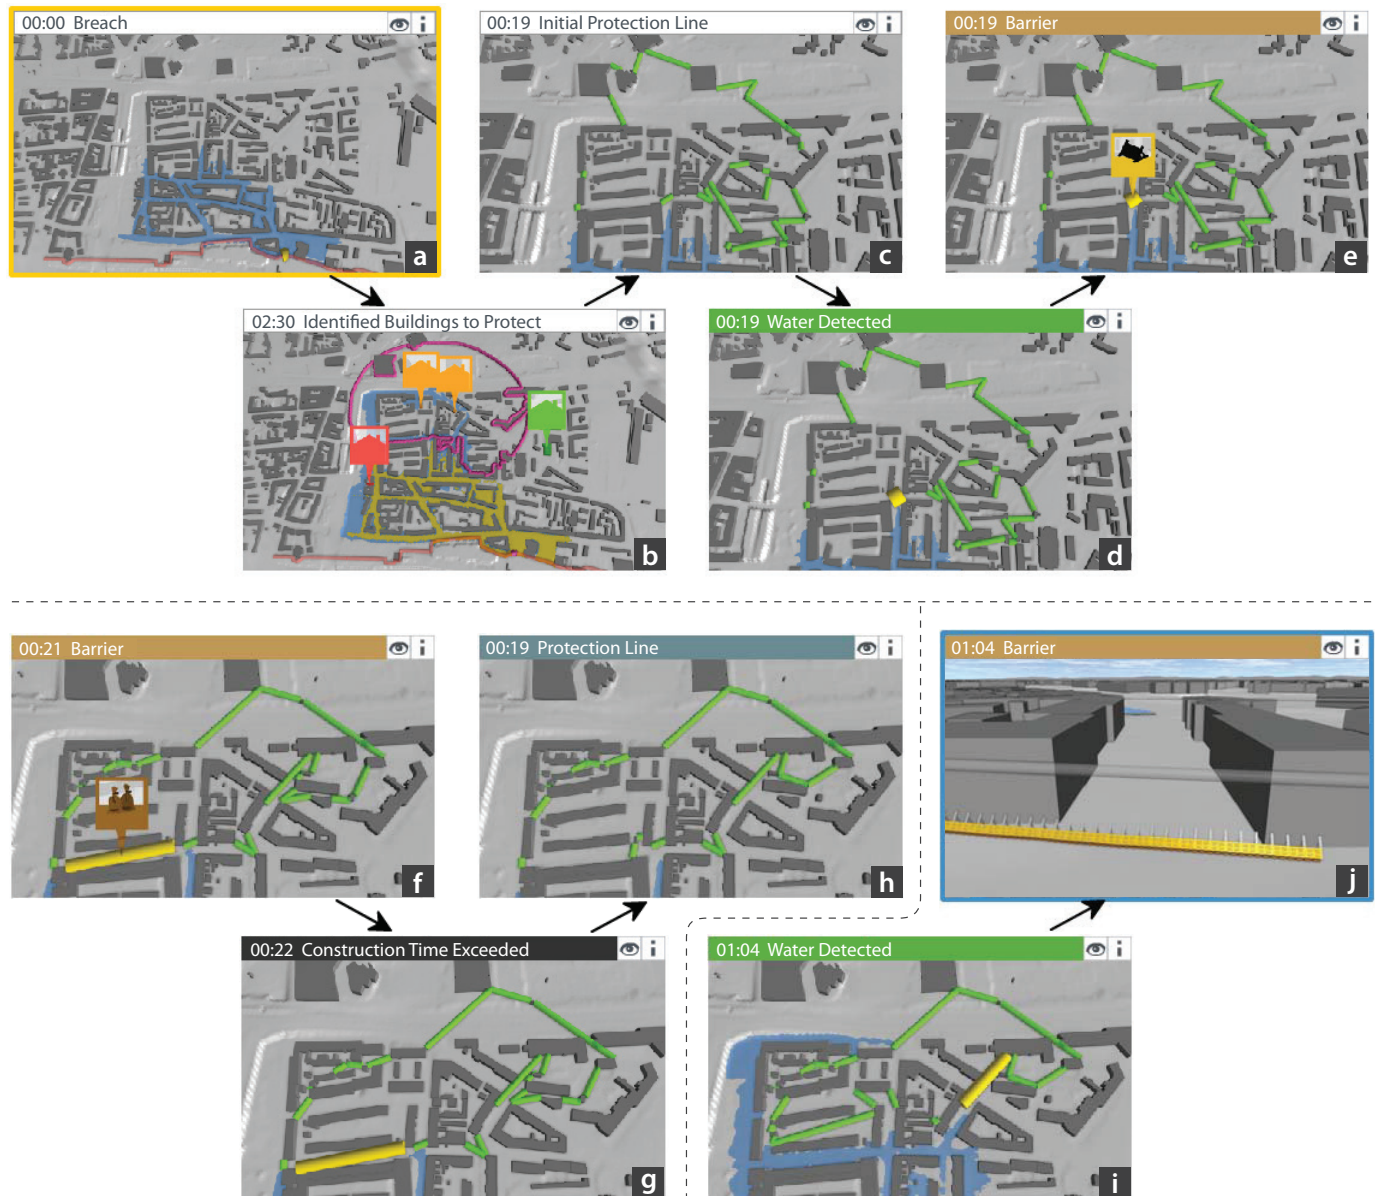 00:00 Breach
a
00:19 Initial Protection Line
c
00:19 Barrier
e
02:30 Identified Buildings to Protect
b
00:19 Water Detected
d
00:21 Barrier
f
00:19 Protection Line
h
01:04 Barrier
j
00:22 Construction Time Exceeded
g
01:04 Water Detected
i